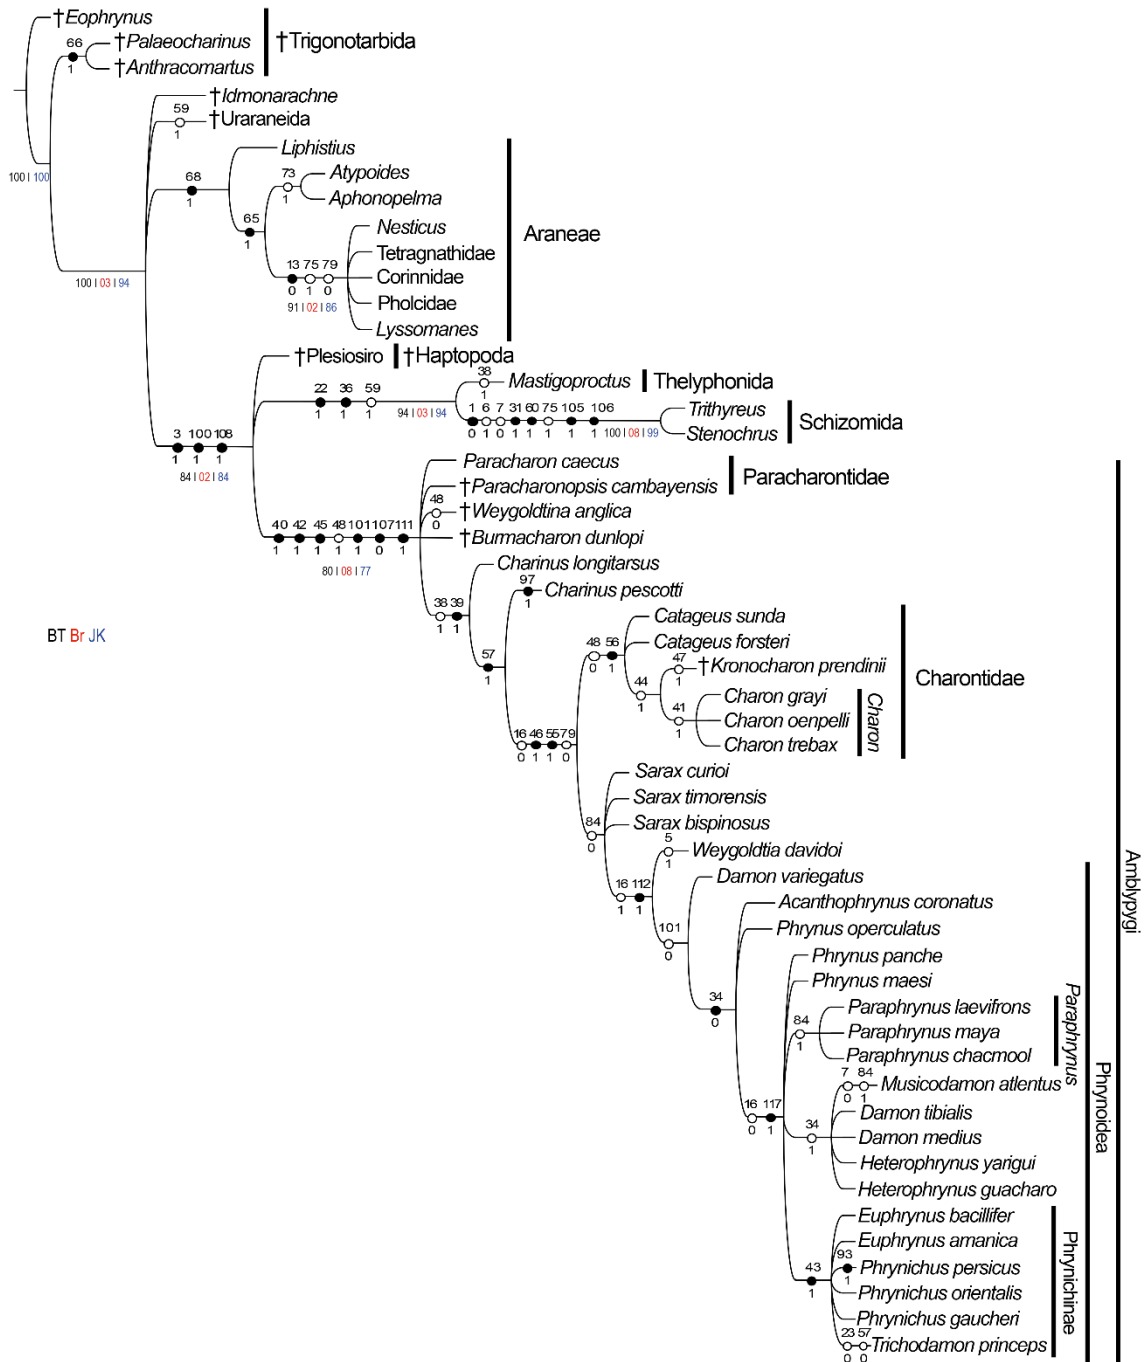 †Eophrynus
66
†Palaeocharinus
†Trigonotarbida
1
†Anthracomartus
†Idmonarachne
59
†Uraraneida
1
100 | 100
Liphistius
68
1
73
Atypoides
1
Aphonopelma
65
1
Araneae
Nesticus
Tetragnathidae
13 75 79
Corinnidae
0 1 0
91 | 02 | 86
Pholcidae
Lyssomanes
100 | 03 | 94
†Plesiosiro
†Haptopoda
38
Mastigoproctus
Thelyphonida
1
22 36 59
1 1 1
94 | 03 | 94
1 6 7 31 60 75 105 106
0 1 0 1 1 1 1 1
100 | 08 | 99
Trithyreus
Schizomida
Stenochrus
3 100 108
1 1 1
84 | 02 | 84
Paracharon caecus
Paracharontidae
†Paracharonopsis cambayensis
48
†Weygoldtina anglica
0
40 42 45 48 101 107 111
1 1 1 1 1 0 1
80 | 08 | 77
†Burmacharon dunlopi
Charinus longitarsus
97
Charinus pescotti
1
38 39
1 1
BT Br JK
57
1
Catageus sunda
48 56
0 1
Catageus forsteri
47
†Kronocharon prendinii
1
Charontidae
44
1
Charon grayi
41
Charon oenpelli
1
Charon trebax
Charon
16 46 55 79
0 1 1 0
Sarax curioi
Sarax timorensis
Sarax bispinosus
84
0
5
Weygoldtia davidoi
1
Damon variegatus
16 112
1 1
Acanthophrynus coronatus
101
0
Phrynus operculatus
Phrynus panche
Phrynus maesi
34
0
Paraphrynus laevifrons
84
Paraphrynus maya
1
Paraphrynus chacmool
Paraphrynus
7 84
Musicodamon atlentus
0 1
16 117
0 1
Damon tibialis
34
Damon medius
1
Heterophrynus yarigui
Heterophrynus guacharo
Euphrynus bacillifer
Euphrynus amanica
93
Phrynichus persicus
1
43
1
Phrynichus orientalis
Phrynichus gaucheri
23 57
Trichodamon princeps
0 0
Phrynichinae
Phrynoidea
Amblypygi